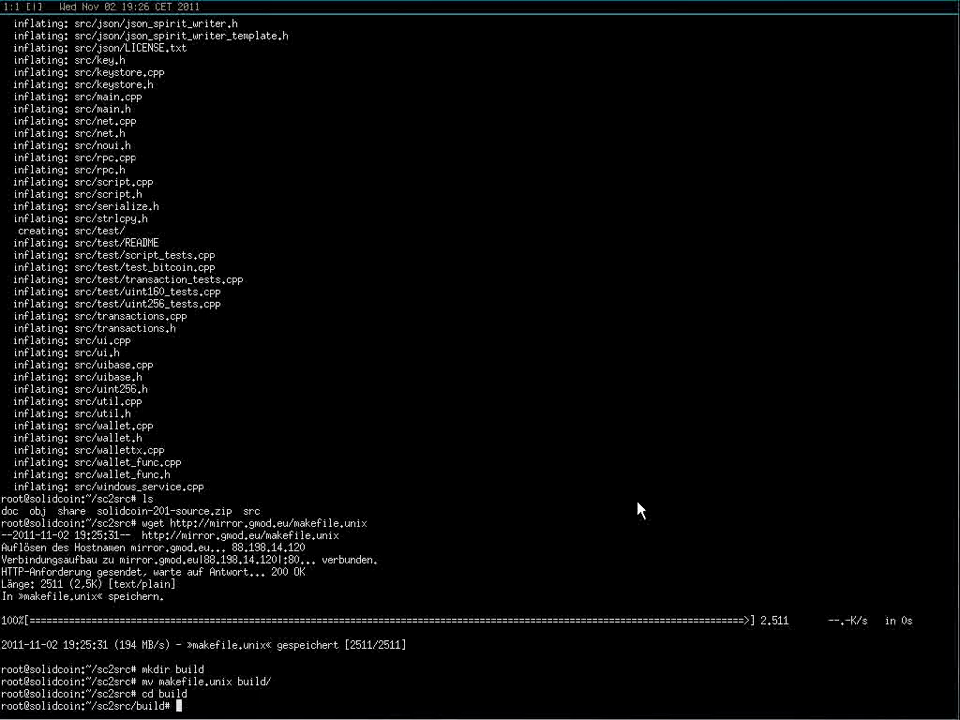 1:1 [|] Wed Nov 02 19:26 CET 2011
inflating: src/json/json_spirit_writer.h
inflating: src/json/json_spirit_writer_template.h
inflating: src/json/LICENSE.txt
inflating: src/key.h
inflating: src/keystore.cpp
inflating: src/keystore.h
inflating: src/main.cpp
inflating: src/main.h
inflating: src/net.cpp
inflating: src/net.h
inflating: src/noui.h
inflating: src/rpc.cpp
inflating: src/rpc.h
inflating: src/script.cpp
inflating: src/script.h
inflating: src/serialize.h
inflating: src/strlcpy.h
creating: src/test/
inflating: src/test/README
inflating: src/test/script_tests.cpp
inflating: src/test/test_bitcoin.cpp
inflating: src/test/transaction_tests.cpp
inflating: src/test/uint160_tests.cpp
inflating: src/test/uint256_tests.cpp
inflating: src/transactions.cpp
inflating: src/transactions.h
inflating: src/ui.cpp
inflating: src/ui.h
inflating: src/uibase.cpp
inflating: src/uibase.h
inflating: src/uint256.h
inflating: src/util.cpp
inflating: src/util.h
inflating: src/wallet.cpp
inflating: src/wallet.h
inflating: src/wallettx.cpp
inflating: src/wallet_func.cpp
inflating: src/wallet_func.h
inflating: src/windows_service.cpp
root@solidcoin:~/sc2src# ls
doc obj share solidcoin-201-source.zip src
root@solidcoin:~/sc2src# wget http://mirror.gmod.eu/makefile.unix
--2011-11-02 19:25:31-- http://mirror.gmod.eu/makefile.unix
Auflösen des Hostnamen mirror.gmod.eu... 88.198.14.120
Verbindungsaufbau zu mirror.gmod.eu|88.198.14.120|:80... verbunden.
HTTP-Anforderung gesendet, warte auf Antwort... 200 OK
Länge: 2511 (2,5K) [text/plain]
In »makefile.unix« speichern.
100%[=========================================================================================================================>] 2.511 --.-K/s in 0s
2011-11-02 19:25:31 (194 MB/s) - »makefile.unix« gespeichert [2511/2511]
root@solidcoin:~/sc2src# mkdir build
root@solidcoin:~/sc2src# mv makefile.unix build/
root@solidcoin:~/sc2src# cd build
root@solidcoin:~/sc2src/build#